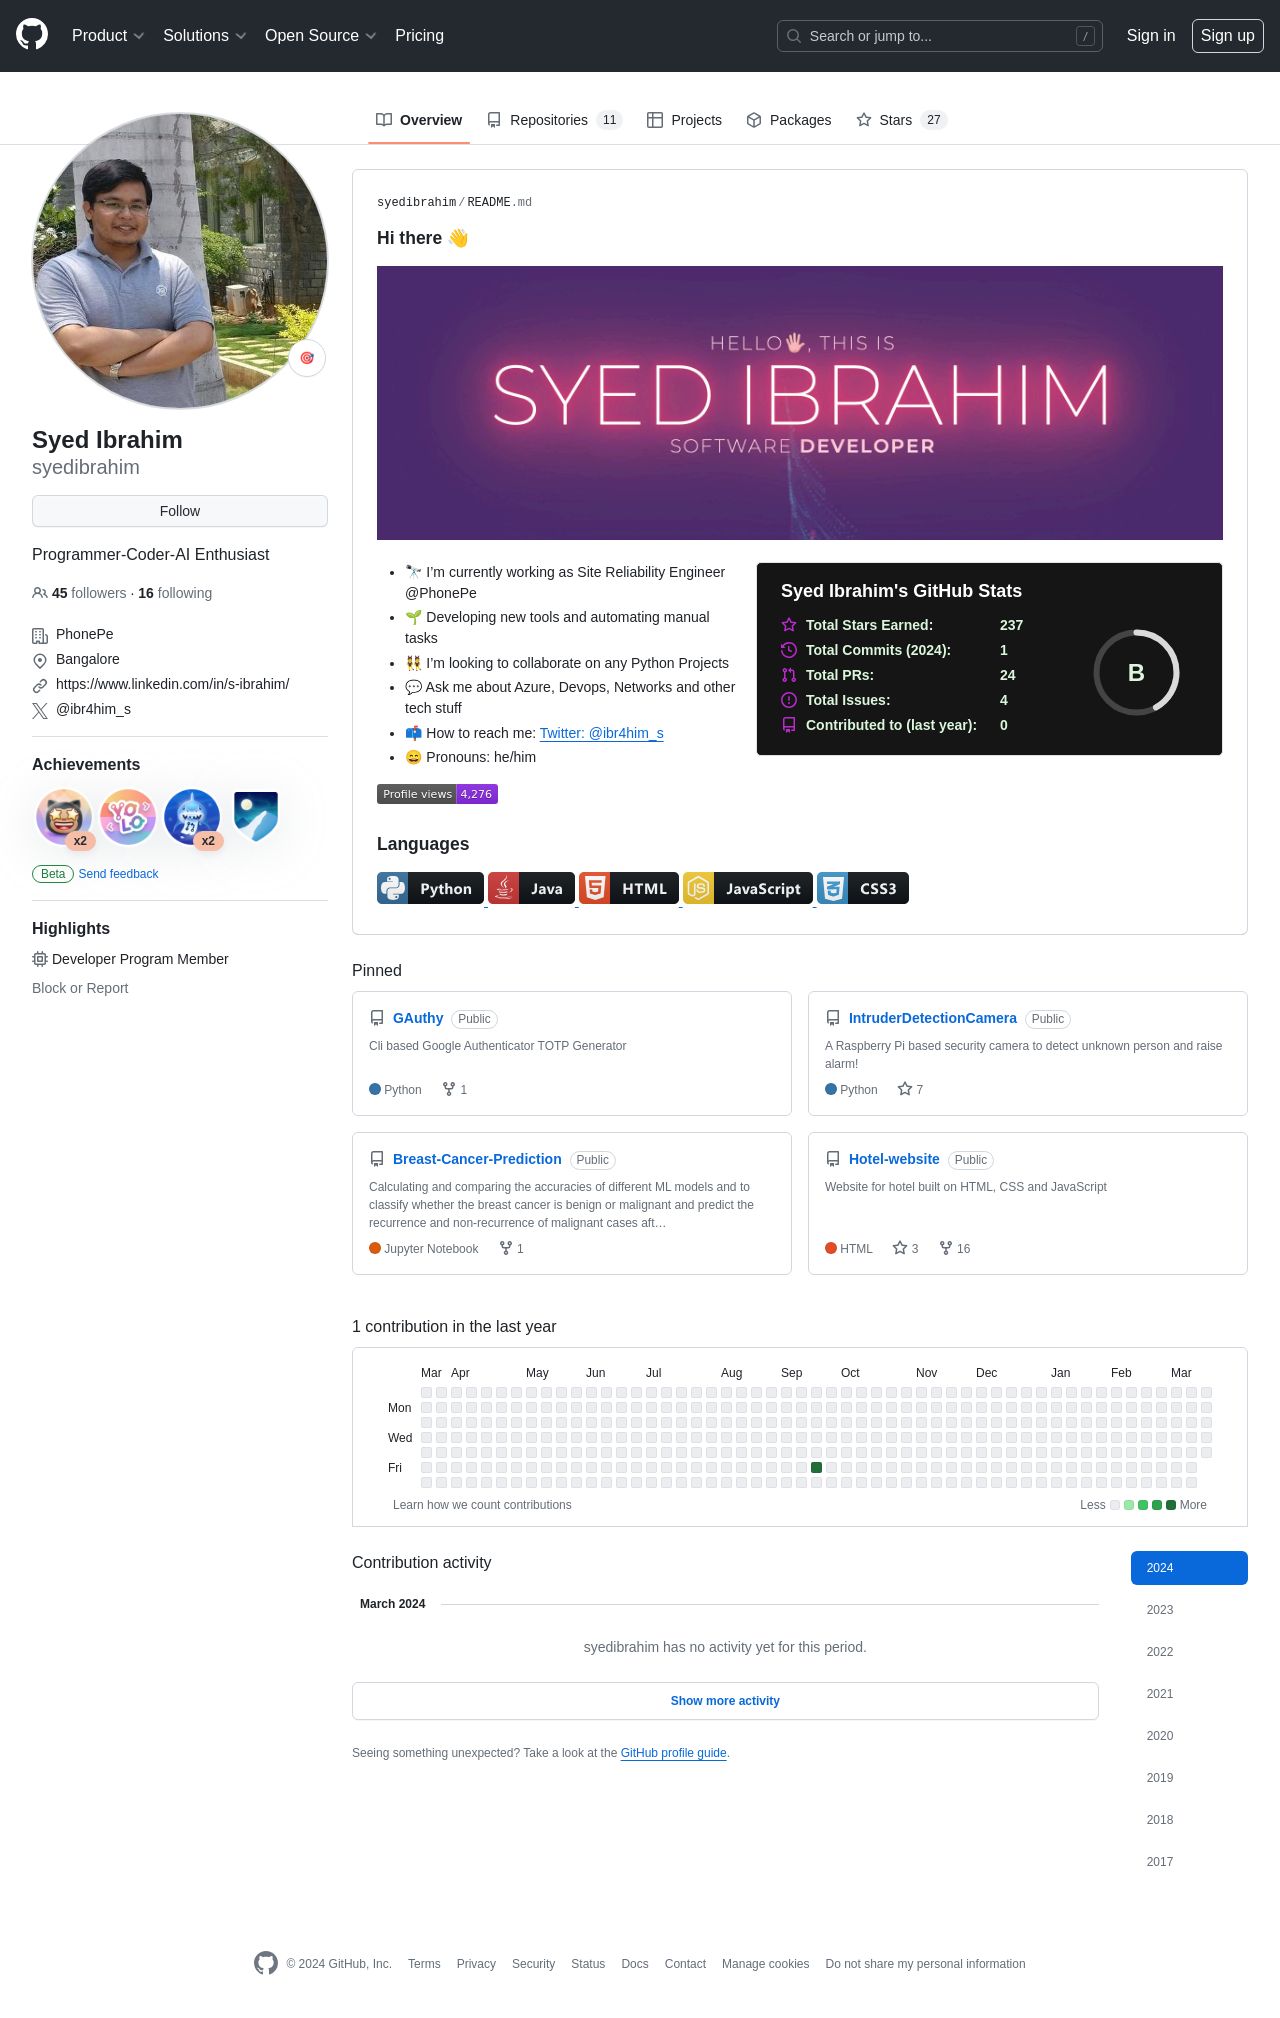 Product Solutions Open Source Pricing Search or jump to... / Sign in Sign up
Overview Repositories 11 Projects Packages Stars 27
Syed Ibrahim
syedibrahim
Follow
Programmer-Coder-AI Enthusiast
45 followers · 16 following
PhonePe
Bangalore
https://www.linkedin.com/in/s-ibrahim/
@ibr4him_s
Achievements
x2 YOLO x2
Beta Send feedback
Highlights
Developer Program Member
Block or Report
syedibrahim/README.md
Hi there 👋
HELLO🖐, THIS IS
SYED IBRAHIM
SOFTWARE DEVELOPER
• 🔭 I’m currently working as Site Reliability Engineer
@PhonePe
• 🌱 Developing new tools and automating manual
tasks
• 👯 I’m looking to collaborate on any Python Projects
• 💬 Ask me about Azure, Devops, Networks and other
tech stuff
• 📫 How to reach me: Twitter: @ibr4him_s
• 😄 Pronouns: he/him
Syed Ibrahim's GitHub Stats
Total Stars Earned: 237
Total Commits (2024): 1
Total PRs: 24
Total Issues: 4
Contributed to (last year): 0
B
Profile views 4,276
Languages
Python Java HTML JavaScript CSS3
Pinned
GAuthy Public
Cli based Google Authenticator TOTP Generator
Python 1
IntruderDetectionCamera Public
A Raspberry Pi based security camera to detect unknown person and raise
alarm!
Python 7
Breast-Cancer-Prediction Public
Calculating and comparing the accuracies of different ML models and to
classify whether the breast cancer is benign or malignant and predict the
recurrence and non-recurrence of malignant cases aft…
Jupyter Notebook 1
Hotel-website Public
Website for hotel built on HTML, CSS and JavaScript
HTML 3 16
1 contribution in the last year
Mar Apr May Jun Jul Aug Sep Oct Nov Dec Jan Feb Mar
Mon
Wed
Fri
Learn how we count contributions Less More
Contribution activity
March 2024
syedibrahim has no activity yet for this period.
Show more activity
Seeing something unexpected? Take a look at the GitHub profile guide.
2024
2023
2022
2021
2020
2019
2018
2017
© 2024 GitHub, Inc. Terms Privacy Security Status Docs Contact Manage cookies Do not share my personal information